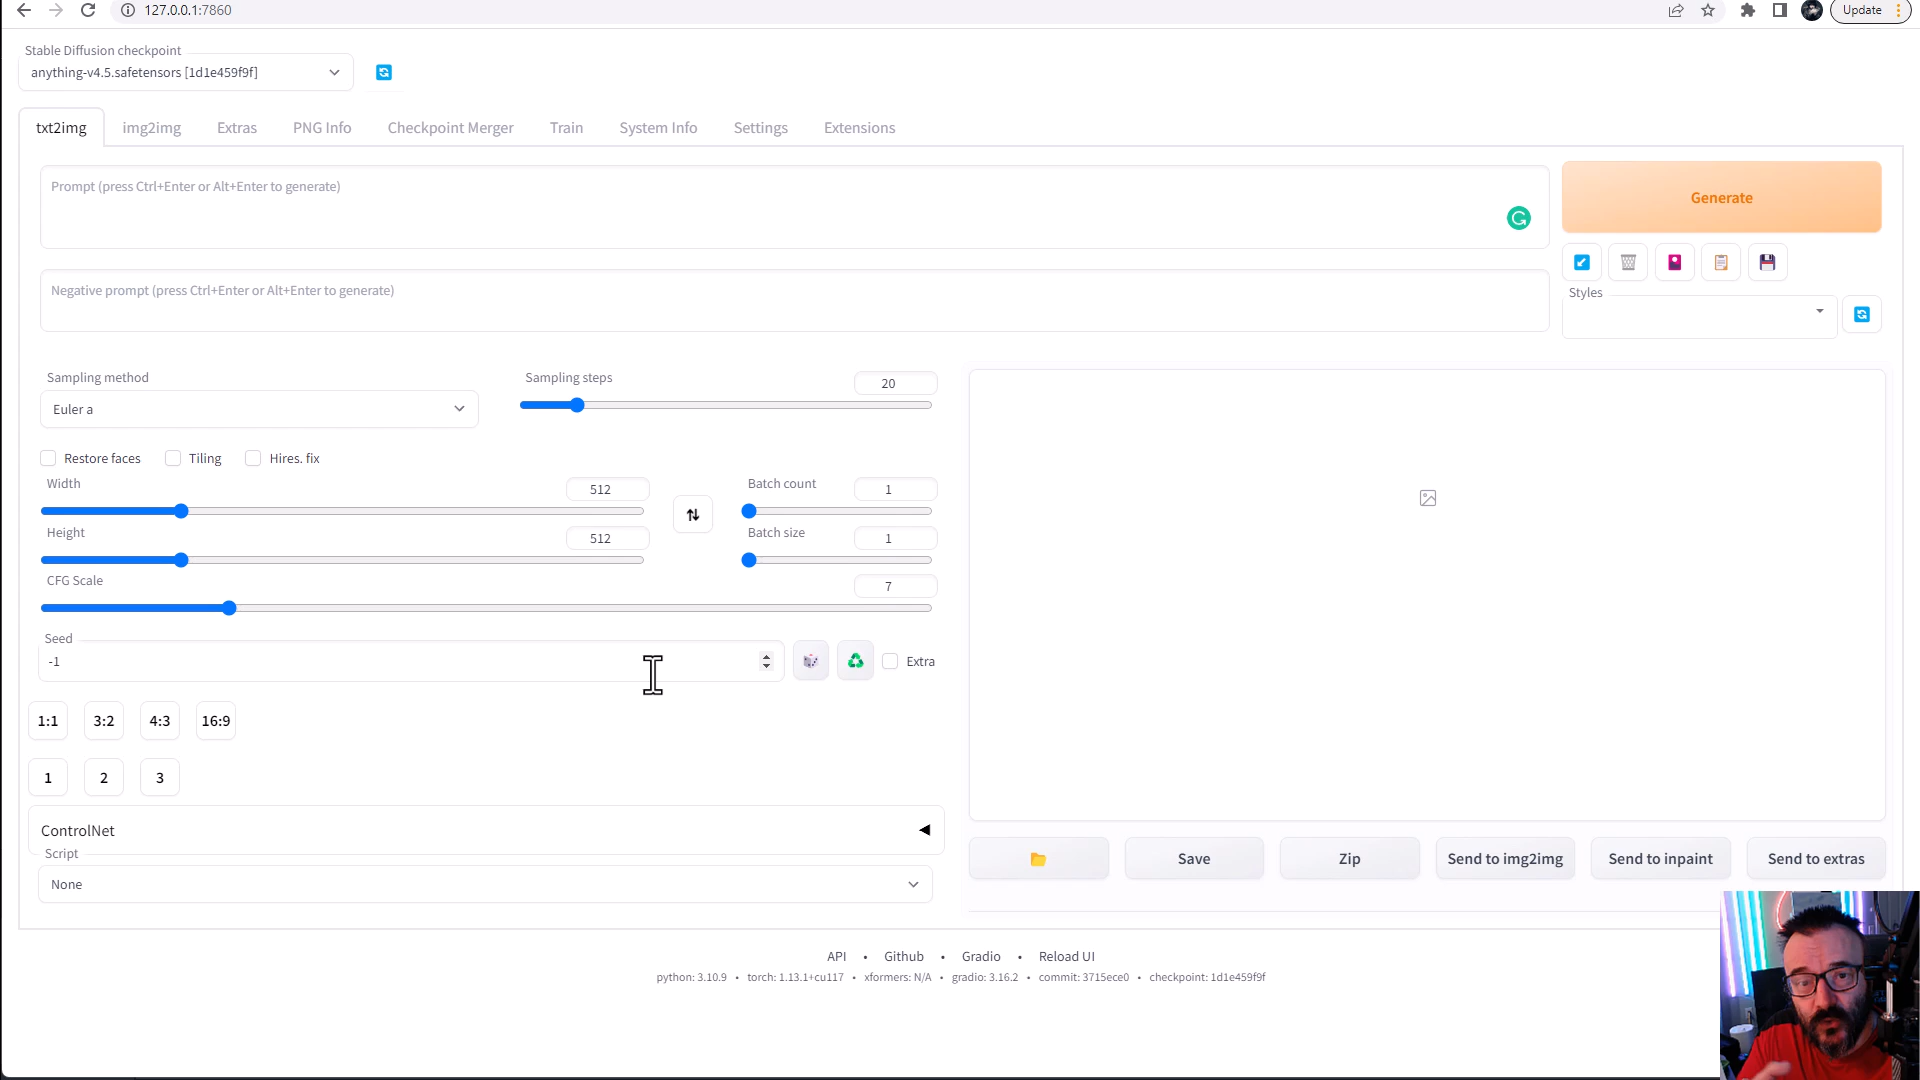 127.0.0.1:7860
Update
Stable Diffusion checkpoint
anything-v4.5.safetensors [1d1e459f9f]
txt2img img2img Extras PNG Info Checkpoint Merger Train System Info Settings Extensions
Prompt (press Ctrl+Enter or Alt+Enter to generate)
Generate
Negative prompt (press Ctrl+Enter or Alt+Enter to generate)
Styles
Sampling method
Euler a
Sampling steps
20
Restore faces Tiling Hires. fix
Width
512
Batch count
1
Height
512
Batch size
1
CFG Scale
7
Seed
-1
Extra
1:1 3:2 4:3 16:9
1 2 3
ControlNet
Script
None
Save Zip Send to img2img Send to inpaint Send to extras
API • Github • Gradio • Reload UI
python: 3.10.9 • torch: 1.13.1+cu117 • xformers: N/A • gradio: 3.16.2 • commit: 3715ece0 • checkpoint: 1d1e459f9f